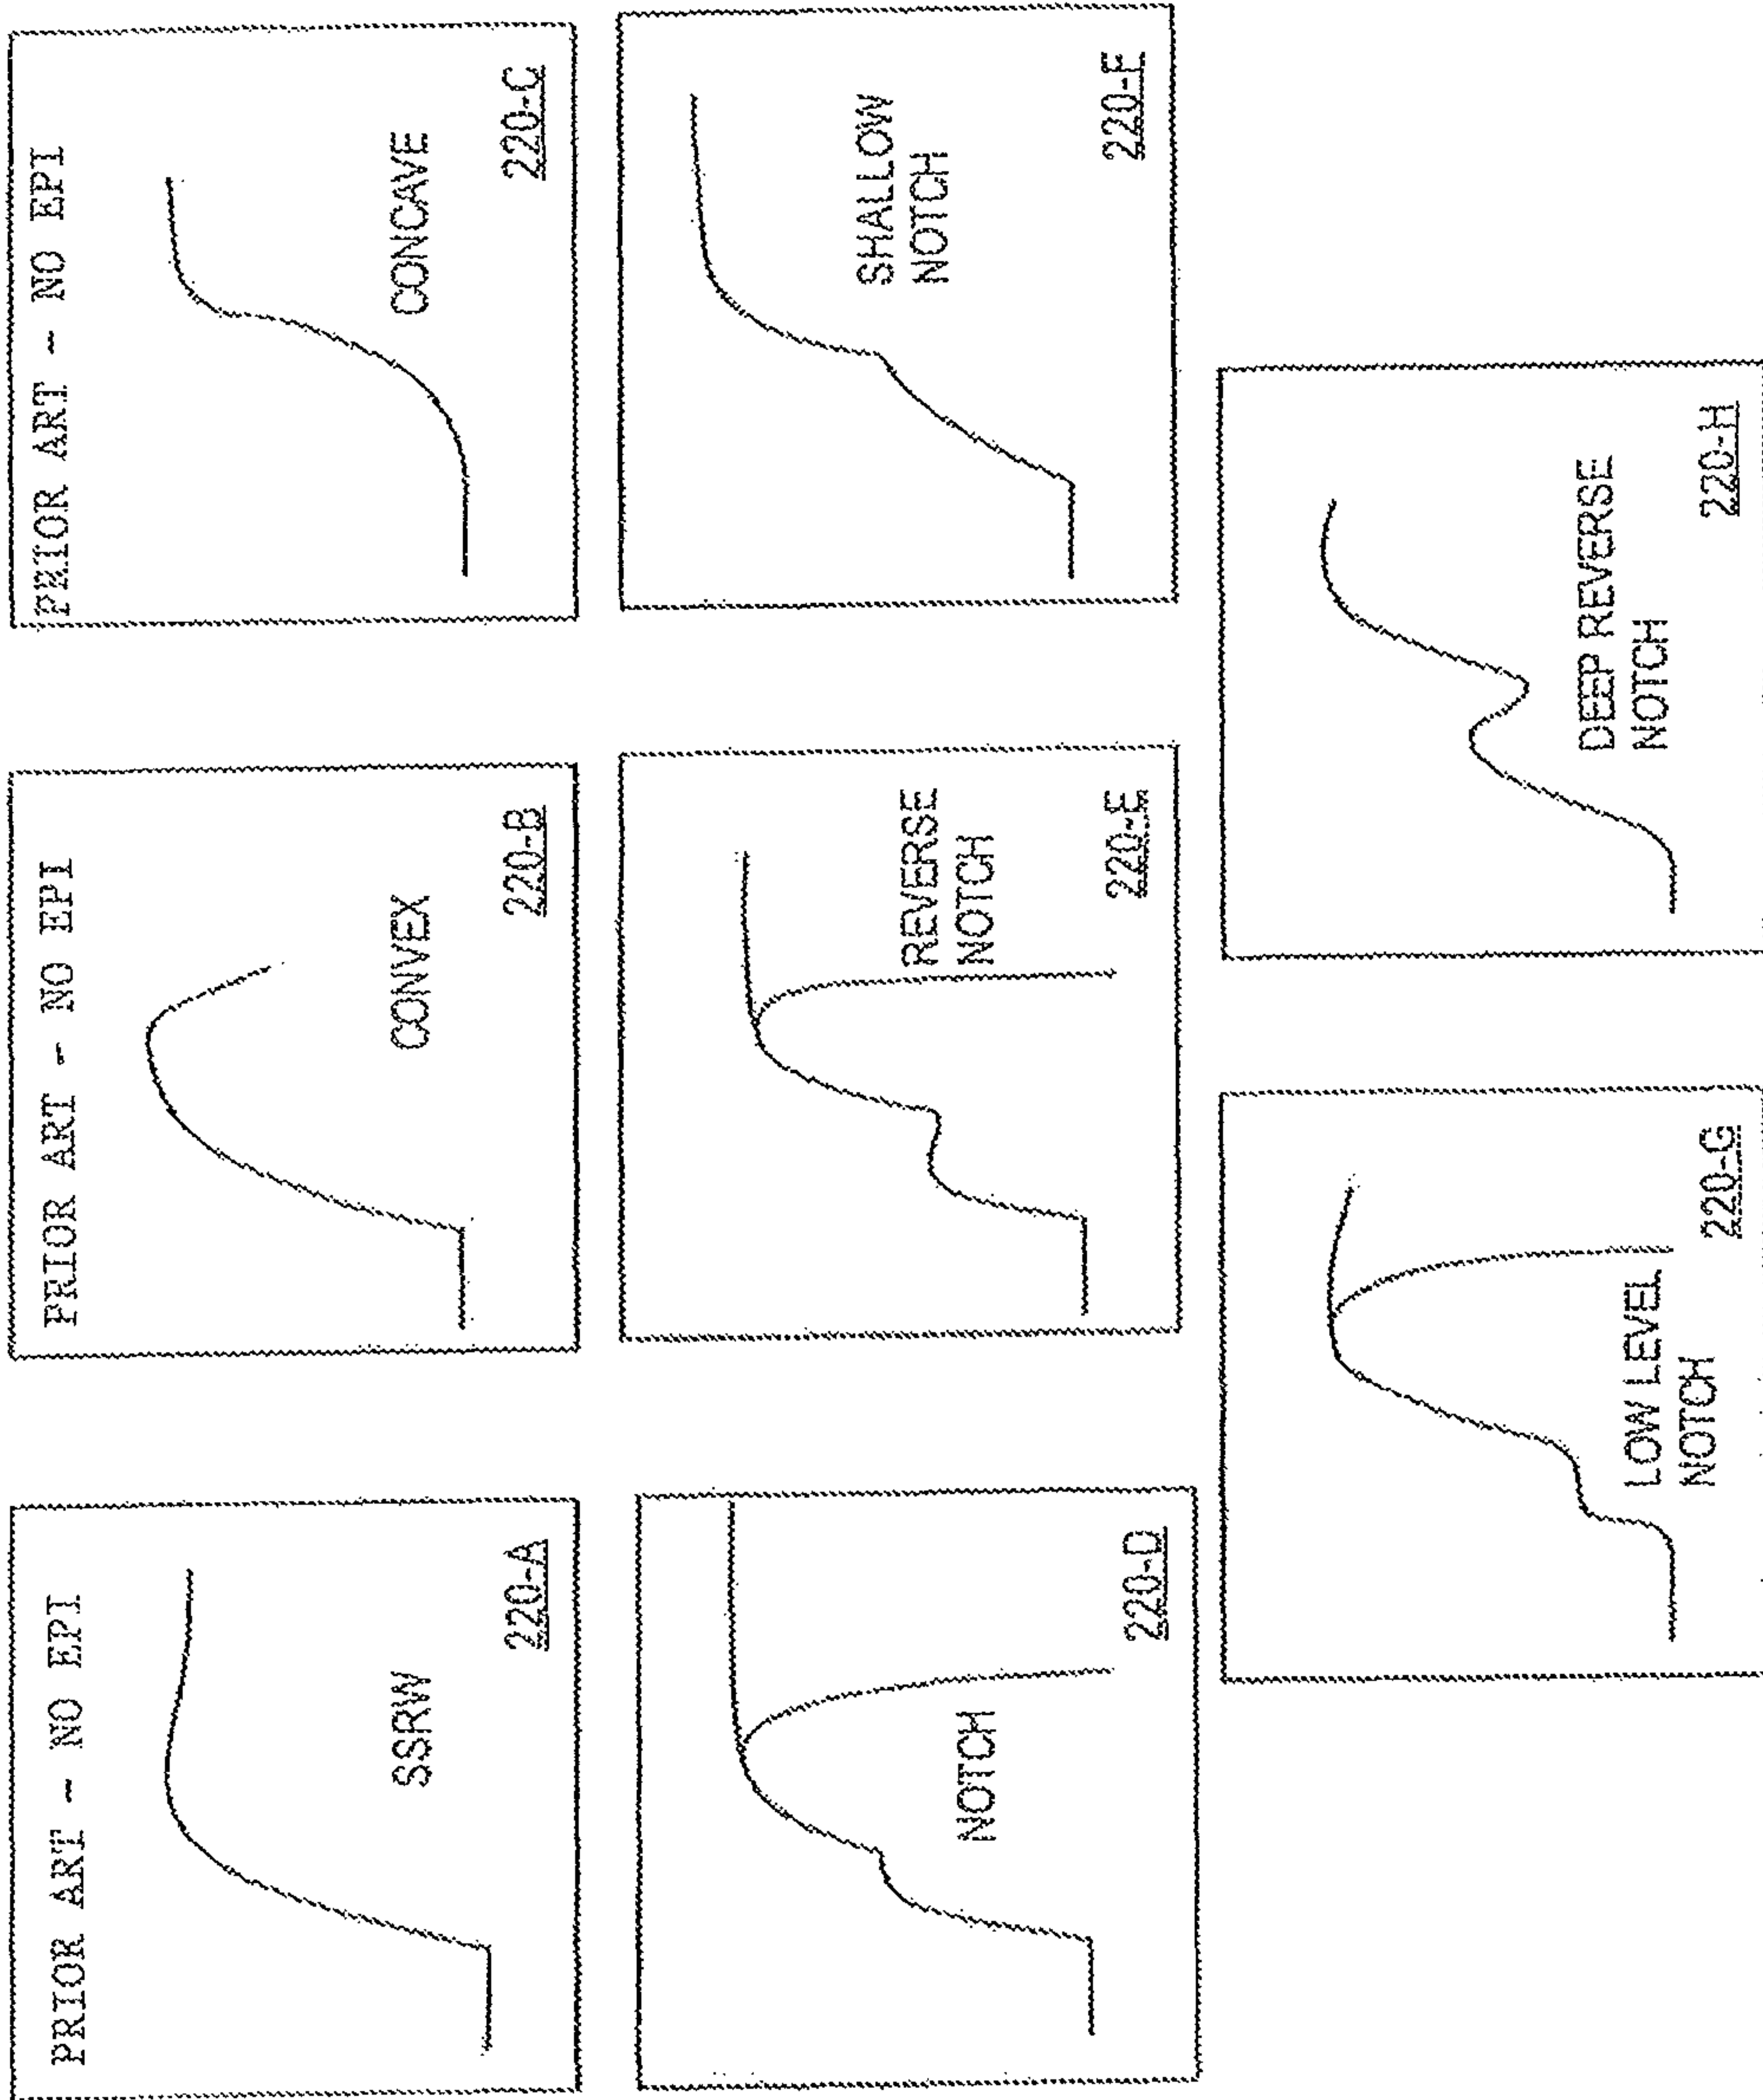 PRIOR ART - NO EPI
SSRW
220-A
PRIOR ART - NO EPI
CONVEX
220-B
PRIOR ART - NO EPI
CONCAVE
220-C
NOTCH
220-D
REVERSE
NOTCH
220-E
SHALLOW
NOTCH
220-F
LOW LEVEL
NOTCH
220-G
DEEP REVERSE
NOTCH
220-H